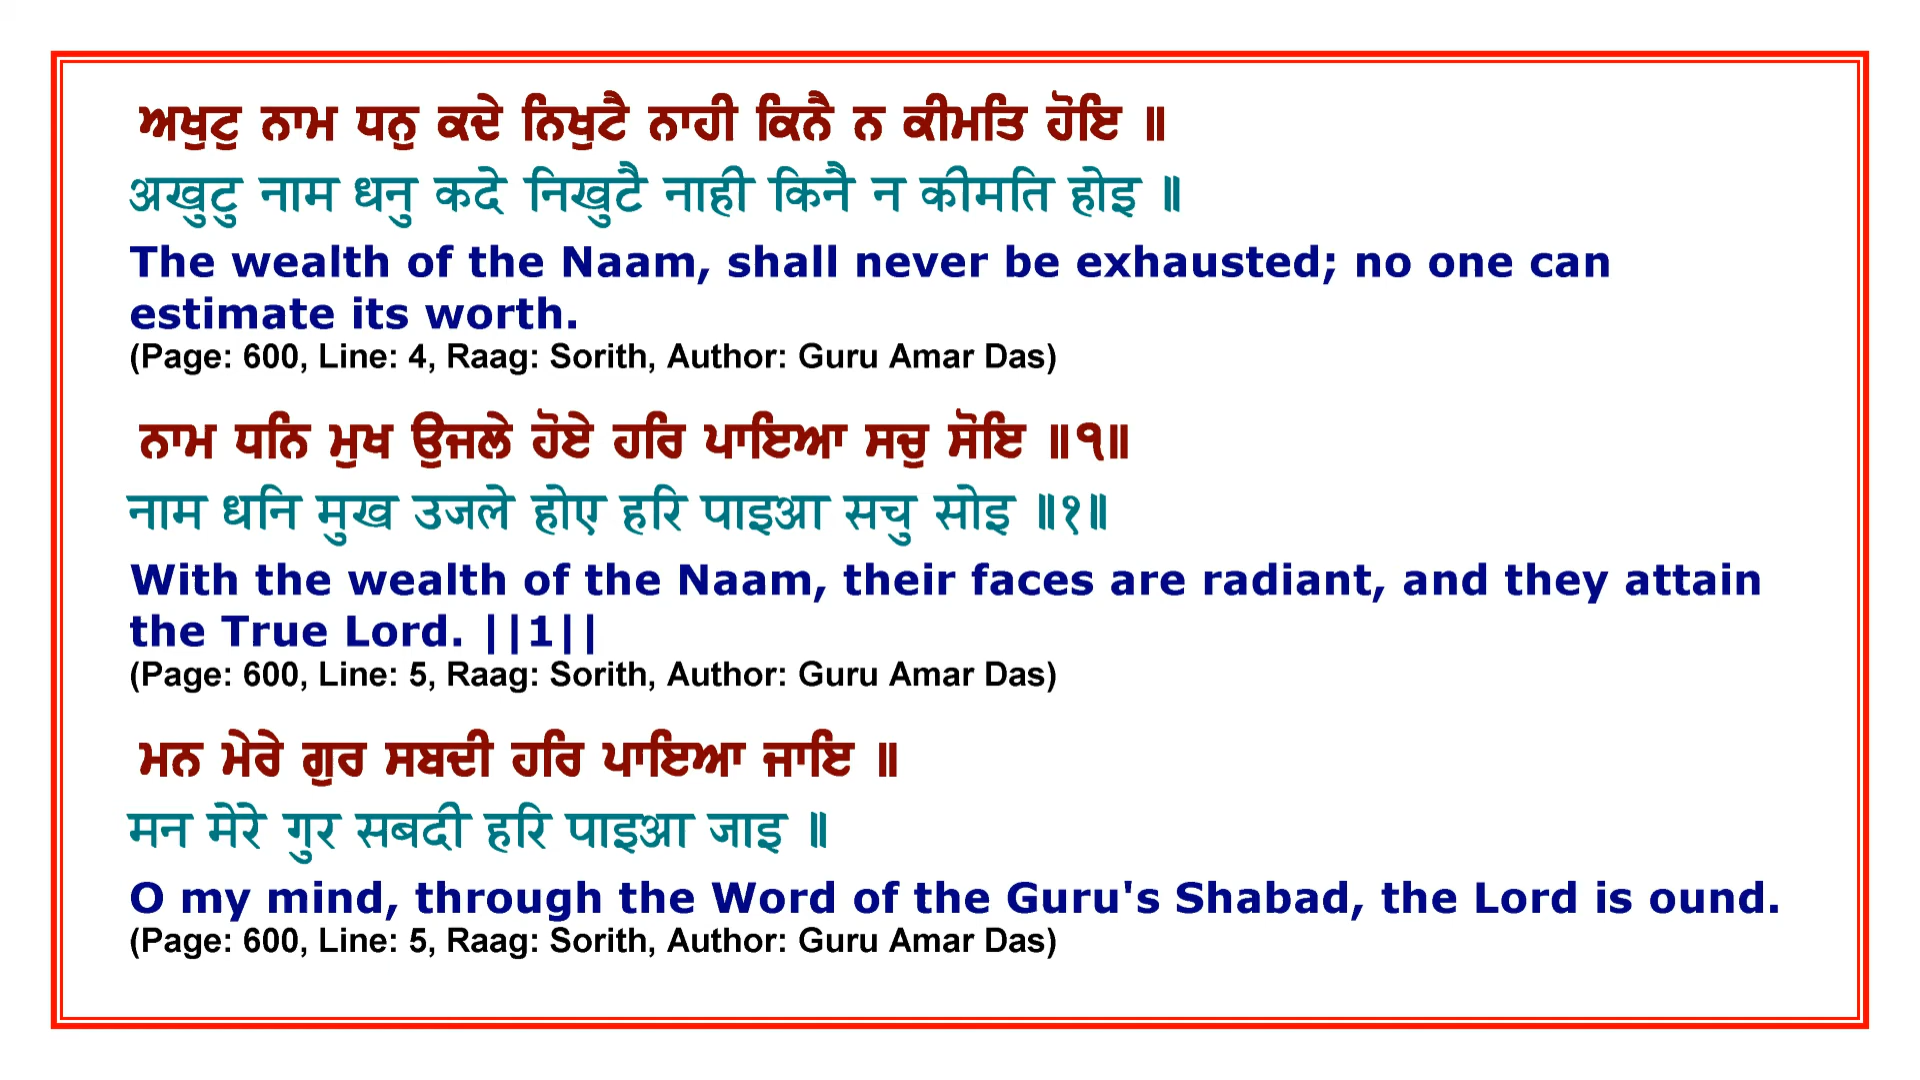 ਅਖੁਟੁ ਨਾਮ ਧਨੁ ਕਦੇ ਨਿਖੁਟੈ ਨਾਹੀ ਕਿਨੈ ਨ ਕੀਮਤਿ ਹੋਇ ॥
अखुटु नाम धनु कदे निखुटै नाही किनै न कीमति होइ ॥
The wealth of the Naam, shall never be exhausted; no one can
estimate its worth.
(Page: 600, Line: 4, Raag: Sorith, Author: Guru Amar Das)
ਨਾਮ ਧਨਿ ਮੁਖ ਉਜਲੇ ਹੋਏ ਹਰਿ ਪਾਇਆ ਸਚੁ ਸੋਇ ॥੧॥
नाम धनि मुख उजले होए हरि पाइआ सचु सोइ ॥१॥
With the wealth of the Naam, their faces are radiant, and they attain
the True Lord. ||1||
(Page: 600, Line: 5, Raag: Sorith, Author: Guru Amar Das)
ਮਨ ਮੇਰੇ ਗੁਰ ਸਬਦੀ ਹਰਿ ਪਾਇਆ ਜਾਇ ॥
मन मेरे गुर सबदी हरि पाइआ जाइ ॥
O my mind, through the Word of the Guru's Shabad, the Lord is ound.
(Page: 600, Line: 5, Raag: Sorith, Author: Guru Amar Das)